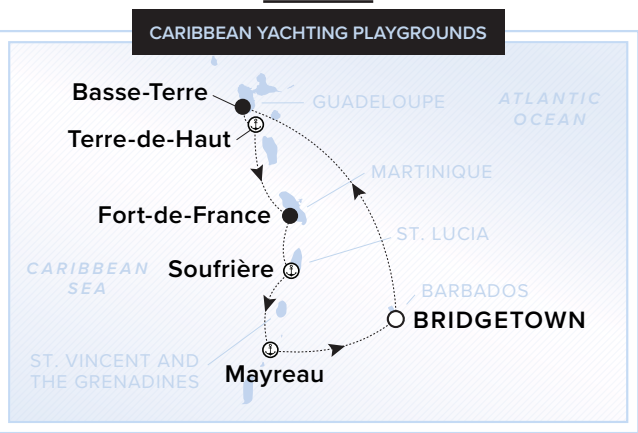 CARIBBEAN YACHTING PLAYGROUNDS
Basse-Terre
GUADELOUPE
ATLANTIC
OCEAN
Terre-de-Haut
MARTINIQUE
Fort-de-France
ST. LUCIA
CARIBBEAN
SEA
Soufrière
BARBADOS
BRIDGETOWN
ST. VINCENT AND
THE GRENADINES
Mayreau